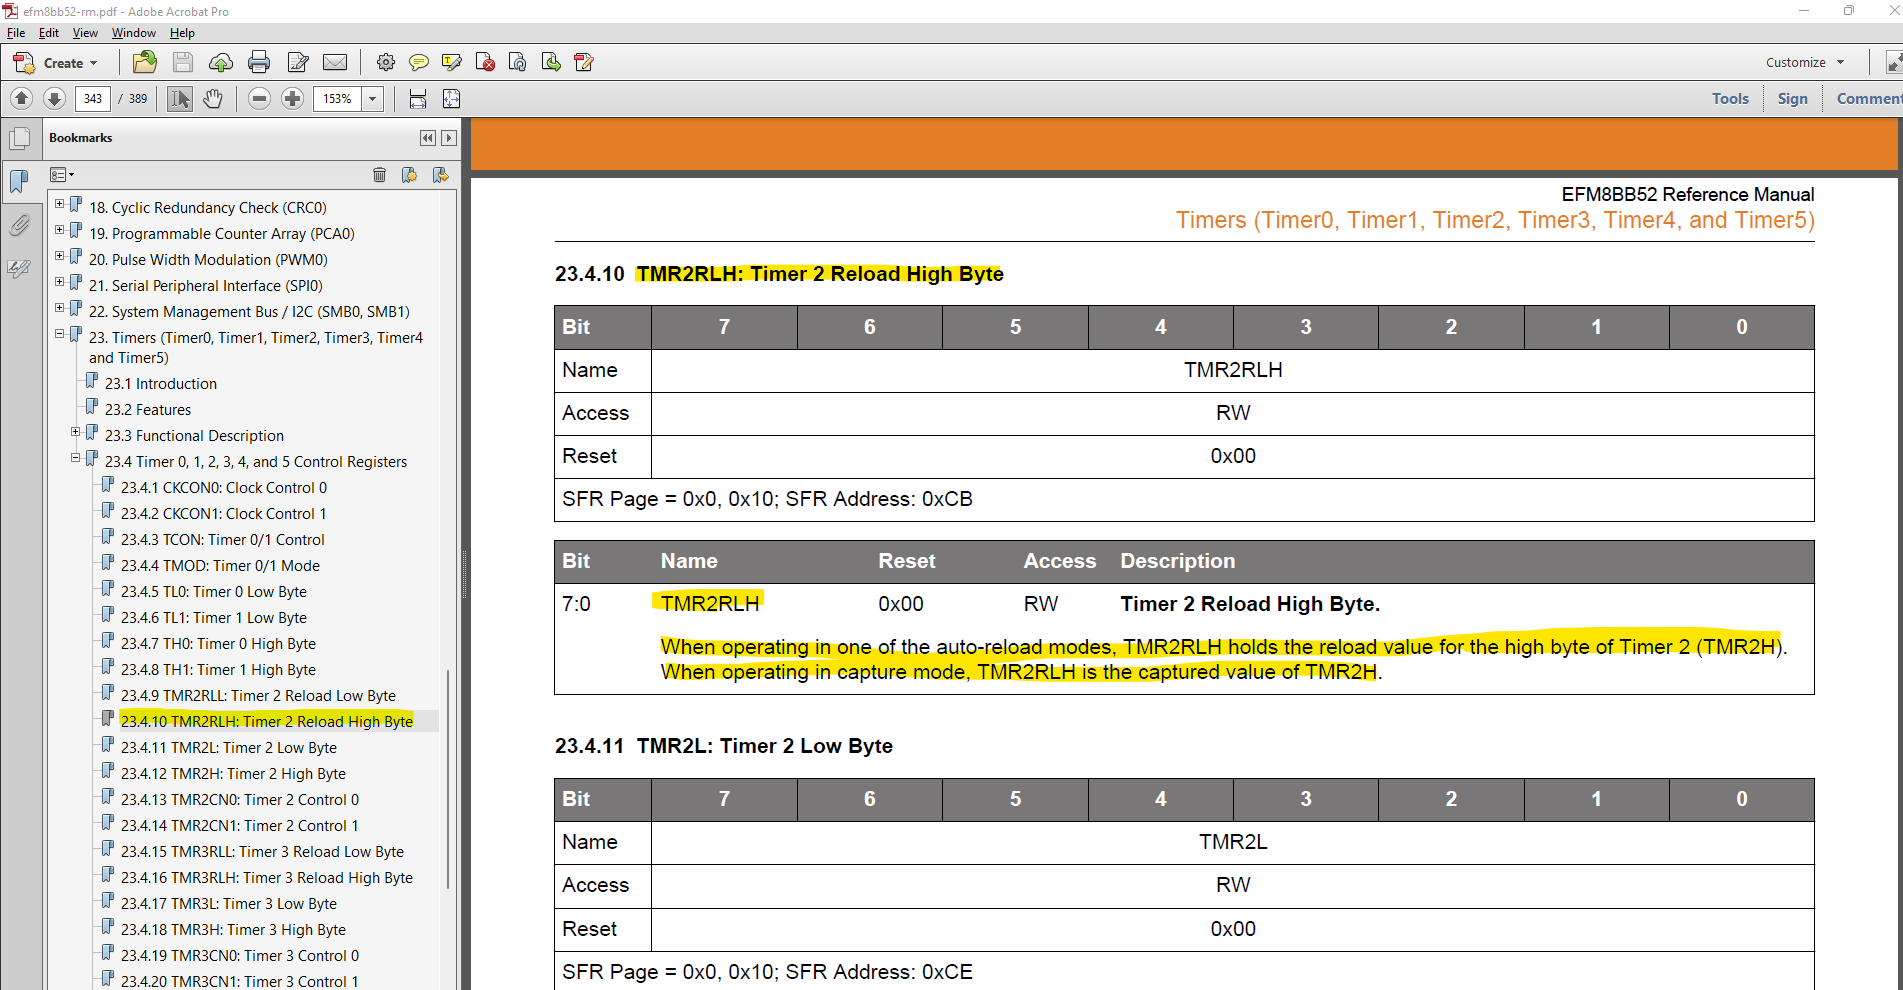 efm8bb52-rm.pdf - Adobe Acrobat Pro
File Edit View Window Help
Create
Customize
343 / 389
153%
Tools Sign Comment
Bookmarks
18. Cyclic Redundancy Check (CRC0)
19. Programmable Counter Array (PCA0)
20. Pulse Width Modulation (PWM0)
21. Serial Peripheral Interface (SPI0)
22. System Management Bus / I2C (SMB0, SMB1)
23. Timers (Timer0, Timer1, Timer2, Timer3, Timer4
and Timer5)
23.1 Introduction
23.2 Features
23.3 Functional Description
23.4 Timer 0, 1, 2, 3, 4, and 5 Control Registers
23.4.1 CKCON0: Clock Control 0
23.4.2 CKCON1: Clock Control 1
23.4.3 TCON: Timer 0/1 Control
23.4.4 TMOD: Timer 0/1 Mode
23.4.5 TL0: Timer 0 Low Byte
23.4.6 TL1: Timer 1 Low Byte
23.4.7 TH0: Timer 0 High Byte
23.4.8 TH1: Timer 1 High Byte
23.4.9 TMR2RLL: Timer 2 Reload Low Byte
23.4.10 TMR2RLH: Timer 2 Reload High Byte
23.4.11 TMR2L: Timer 2 Low Byte
23.4.12 TMR2H: Timer 2 High Byte
23.4.13 TMR2CN0: Timer 2 Control 0
23.4.14 TMR2CN1: Timer 2 Control 1
23.4.15 TMR3RLL: Timer 3 Reload Low Byte
23.4.16 TMR3RLH: Timer 3 Reload High Byte
23.4.17 TMR3L: Timer 3 Low Byte
23.4.18 TMR3H: Timer 3 High Byte
23.4.19 TMR3CN0: Timer 3 Control 0
23.4.20 TMR3CN1: Timer 3 Control 1
EFM8BB52 Reference Manual
Timers (Timer0, Timer1, Timer2, Timer3, Timer4, and Timer5)
23.4.10 TMR2RLH: Timer 2 Reload High Byte
Bit 7 6 5 4 3 2 1 0
Name TMR2RLH
Access RW
Reset 0x00
SFR Page = 0x0, 0x10; SFR Address: 0xCB
Bit Name Reset Access Description
7:0 TMR2RLH 0x00 RW Timer 2 Reload High Byte.
When operating in one of the auto-reload modes, TMR2RLH holds the reload value for the high byte of Timer 2 (TMR2H).
When operating in capture mode, TMR2RLH is the captured value of TMR2H.
23.4.11 TMR2L: Timer 2 Low Byte
Bit 7 6 5 4 3 2 1 0
Name TMR2L
Access RW
Reset 0x00
SFR Page = 0x0, 0x10; SFR Address: 0xCE